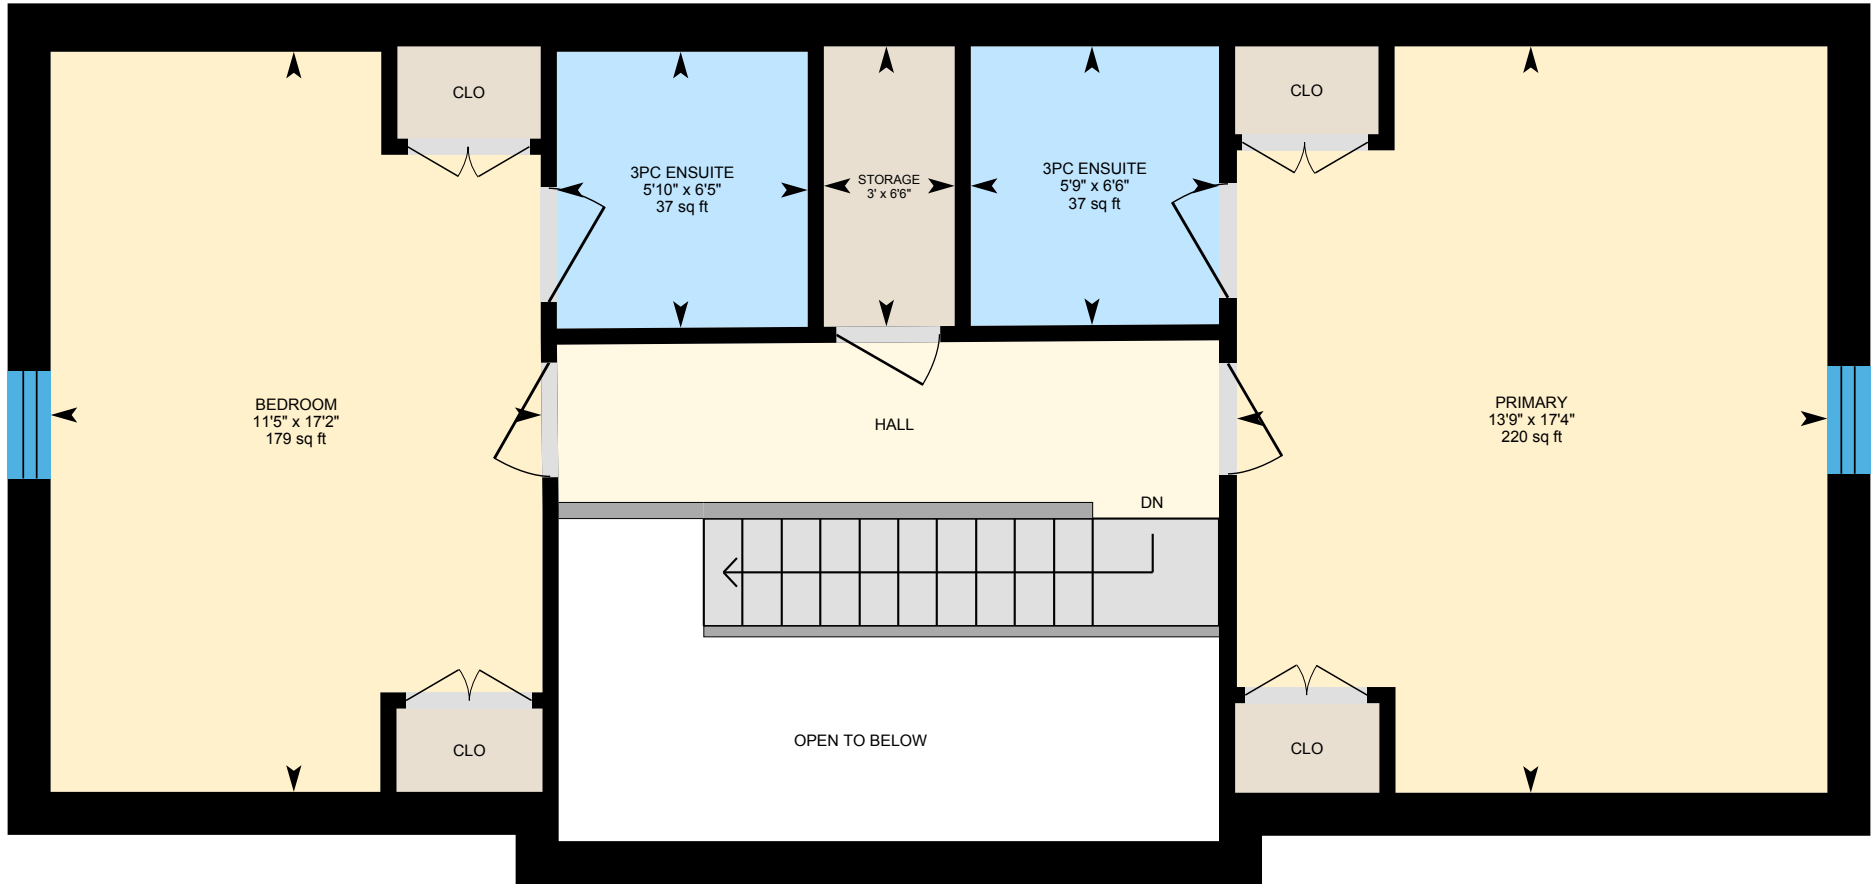 CLO
CLO
3PC ENSUITE
5'10" x 6'5"
37 sq ft
STORAGE
3' x 6'6"
3PC ENSUITE
5'9" x 6'6"
37 sq ft
BEDROOM
11'5" x 17'2"
179 sq ft
HALL
PRIMARY
13'9" x 17'4"
220 sq ft
DN
OPEN TO BELOW
CLO
CLO